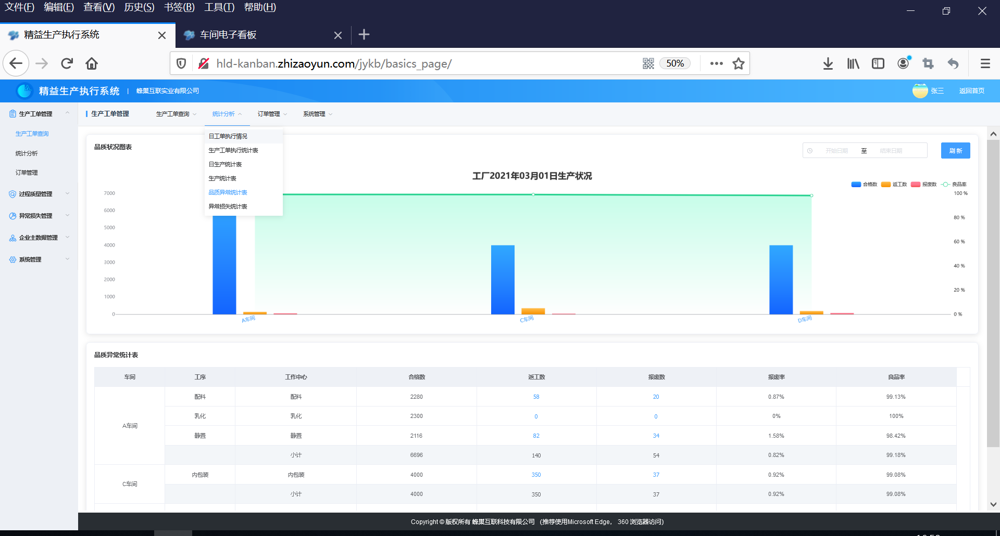 文件(F) 编辑(E) 查看(V) 历史(S) 书签(B) 工具(T) 帮助(H)
精益生产执行系统 车间电子看板
hld-kanban.zhizaoyun.com/jykb/basics_page/ 50%
精益生产执行系统 | 蜂巢互联实业有限公司 张三 返回首页
生产工单管理
生产工单查询
统计分析
订单管理
过程质量管理
异常损失管理
企业主数据管理
系统管理
生产工单管理 生产工单查询 统计分析 订单管理 系统管理
日工单执行情况
生产工单执行统计表
日生产统计表
生产统计表
品质异常统计表
异常损失统计表
品质状况图表 开始日期 至 结束日期 刷新
工厂2021年03月01日生产状况
合格数 返工数 报废数 良品率
7000
6000
5000
4000
3000
2000
1000
0
100 %
80 %
60 %
40 %
20 %
0 %
A车间 C车间 D车间
品质异常统计表
车间 工序 工作中心 合格数 返工数 报废数 报废率 良品率
A车间
配料 配料 2280 58 20 0.87% 99.13%
乳化 乳化 2300 0 0 0% 100%
静置 静置 2116 82 34 1.58% 98.42%
小计 6696 140 54 0.82% 99.18%
C车间
内包装 内包装 4000 350 37 0.92% 99.08%
小计 4000 350 37 0.92% 99.08%
Copyright © 版权所有 蜂巢互联科技有限公司 (推荐使用Microsoft Edge， 360 浏览器访问)